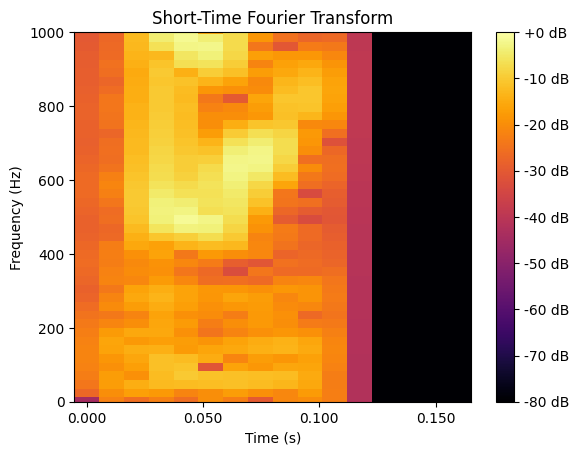 Short-Time Fourier Transform
1000
800
600
400
200
0
Frequency (Hz)
0.000
0.050
0.100
0.150
Time (s)
+0 dB
-10 dB
-20 dB
-30 dB
-40 dB
-50 dB
-60 dB
-70 dB
-80 dB